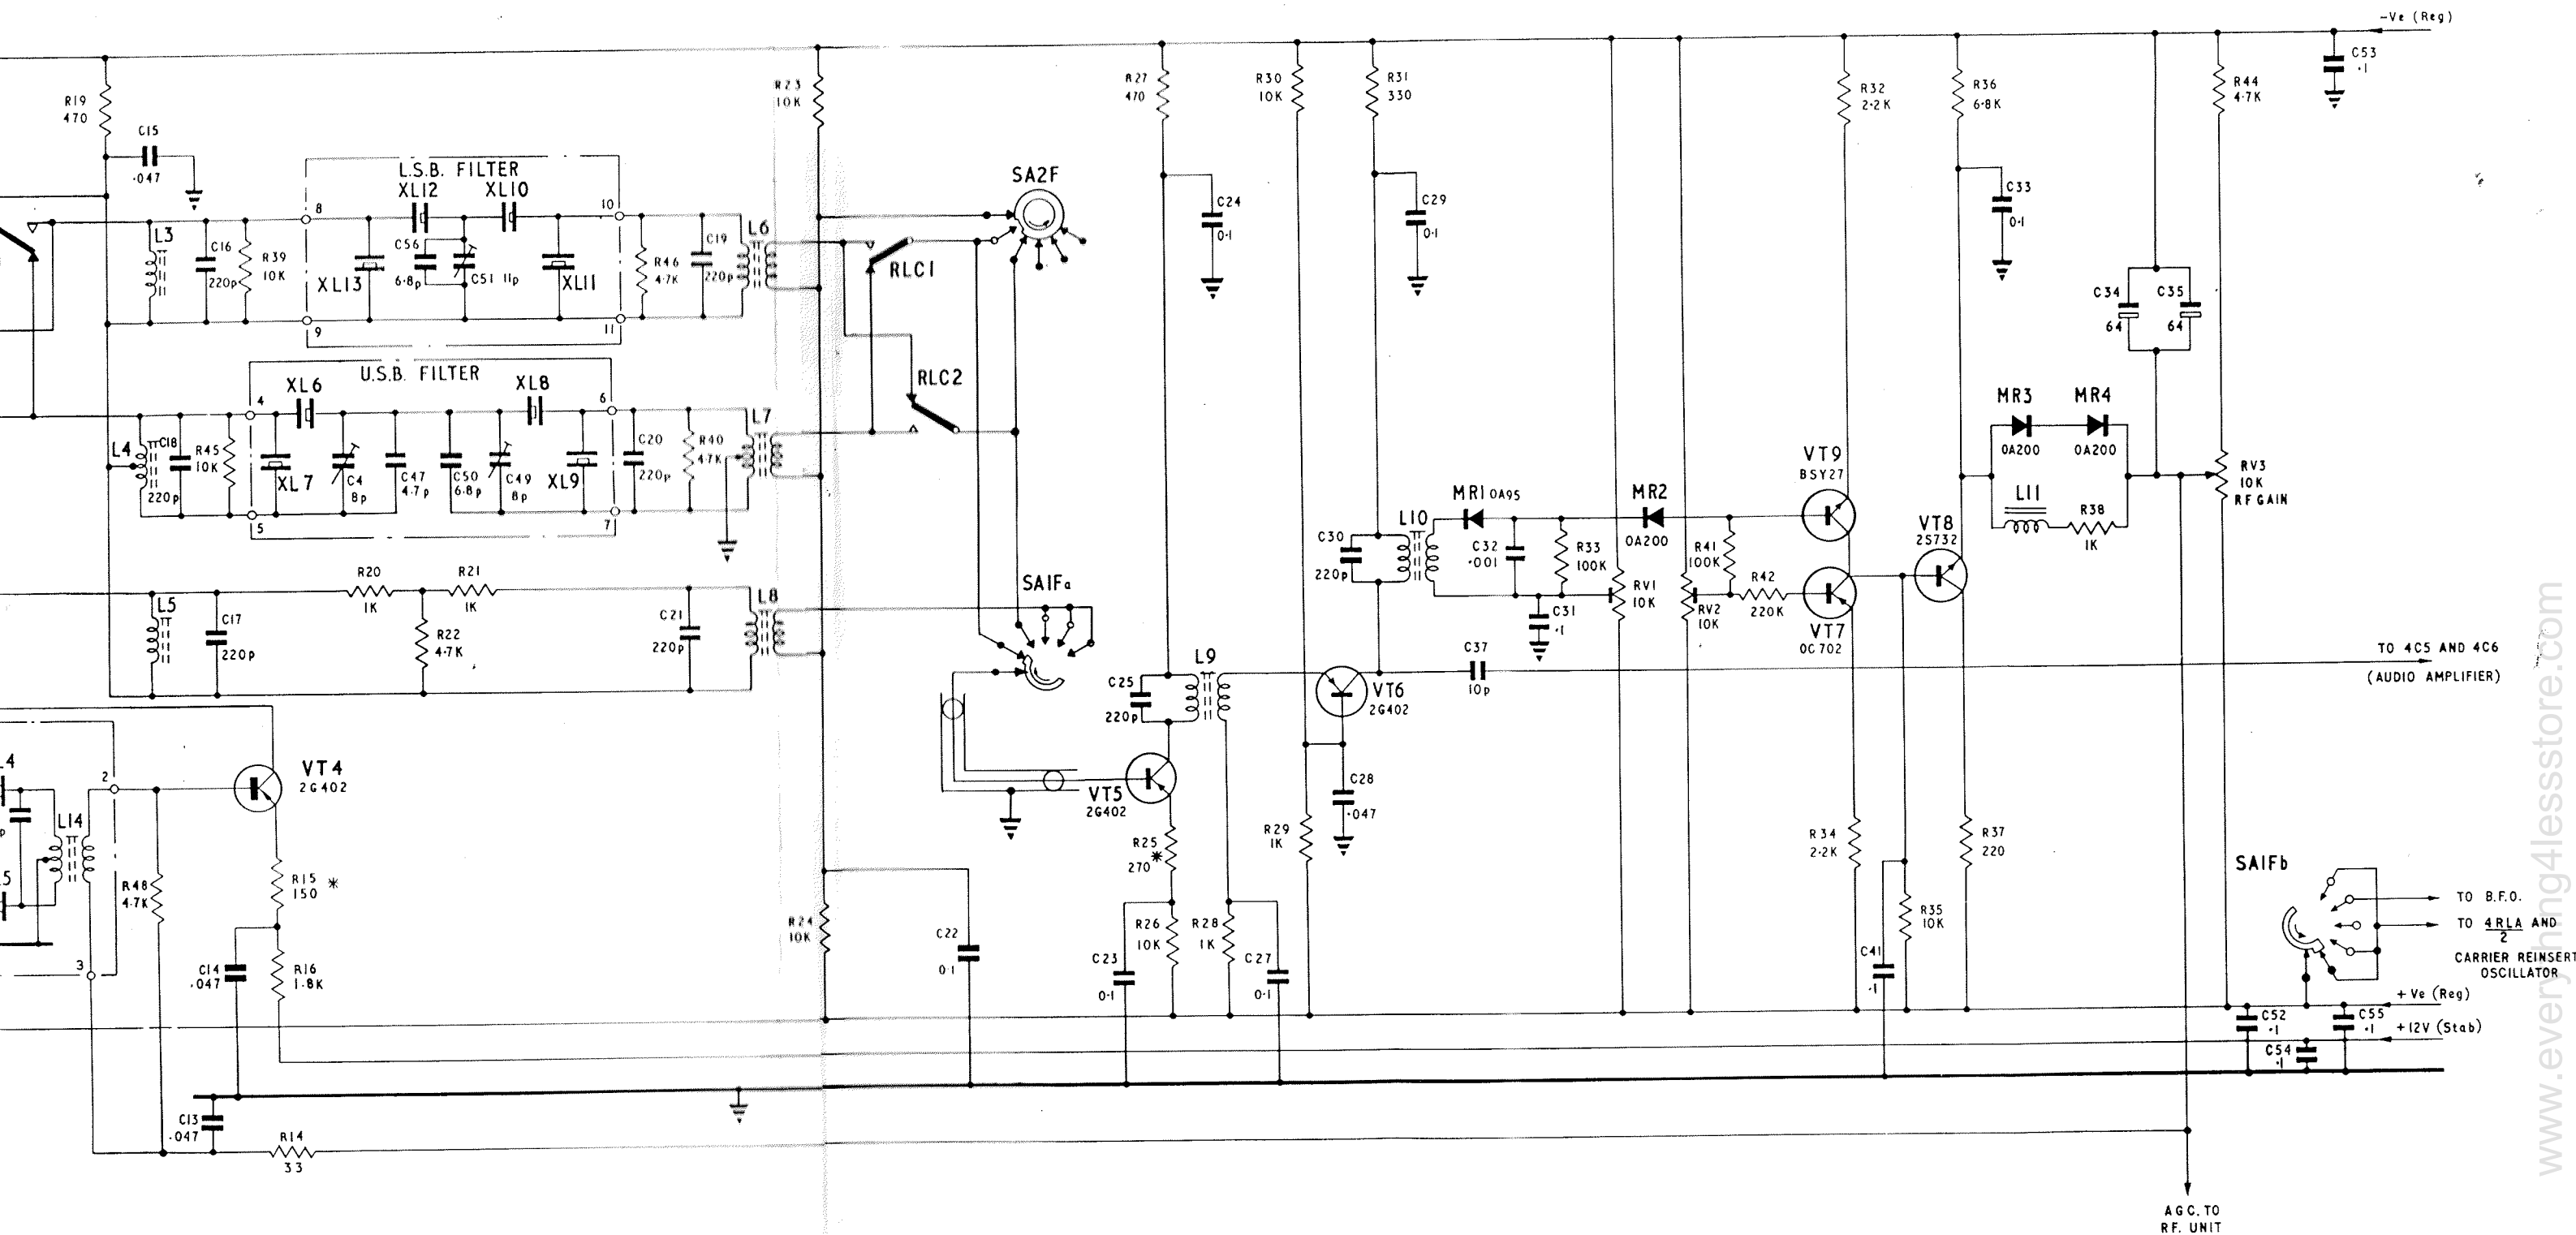 -Ve (Reg)
C53
·1
R19
470
C15
·047
R23
10K
R27
470
R30
10K
R31
330
R32
2·2K
R36
6·8K
R44
4·7K
L.S.B. FILTER
XL12
XL10
8
10
L3
C16
220p
R39
10K
XL13
C56
6·8p
C51 11p
XL11
R46
4·7K
C19
220p
L6
9
11
SA2F
RLC1
C24
0·1
C29
0·1
C33
0·1
C34
64
C35
64
U.S.B. FILTER
XL6
XL8
4
6
L4
C18
220p
R45
10K
XL7
C4
8p
C47
4·7p
C50
6·8p
C49
8p
XL9
C20
220p
R40
4·7K
L7
5
7
RLC2
MR3
MR4
OA200
OA200
VT9
BSY27
RV3
10K
RF GAIN
MR1 OA95
MR2
OA200
L10
C30
220p
C32
·001
R33
100K
R41
100K
VT8
2S732
L11
R38
1K
R20
1K
R21
1K
L5
C17
220p
R22
4·7K
C21
220p
L8
SA1Fa
C31
·1
RV1
10K
RV2
10K
R42
220K
VT7
OC702
TO 4C5 AND 4C6
(AUDIO AMPLIFIER)
L9
C25
220p
VT6
2G402
C37
10p
L4
L5
2
L14
3
VT4
2G402
VT5
2G402
C28
·047
R29
1K
R25
* 270
R34
2·2K
R37
220
R48
4·7K
R15
150 *
R24
10K
C22
0·1
R26
10K
R28
1K
C23
0·1
C27
0·1
C41
·1
R35
10K
SA1Fb
TO B.F.O.
TO 4RLA AND
2
CARRIER REINSERT
OSCILLATOR
C14
·047
R16
1·8K
+Ve (Reg)
C52
·1
C55
·1
+12V (Stab)
C54
·1
C13
·047
R14
33
A G C. TO
RF. UNIT
www.everything4lessstore.com